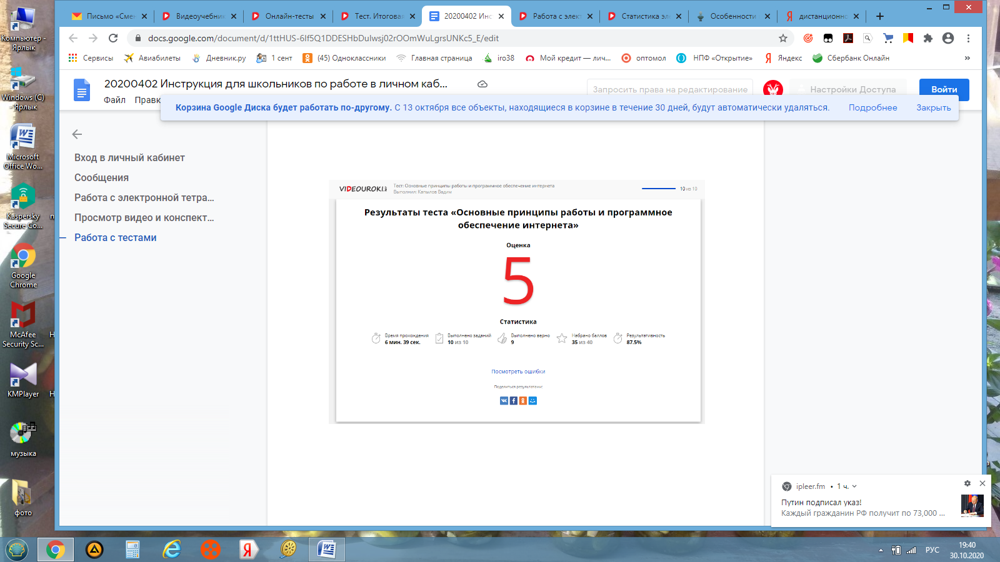 Компьютер - Ярлык
Windows (C) - Ярлык
Microsoft Office Wo...
Kaspersky Secure Co...
Google Chrome
McAfee Security Sc...
KMPlayer
музыка
фото
Письмо «Смен
Видеоучебник
Онлайн-тесты
Тест. Итоговая
20200402 Инс
Работа с элект
Статистика эл
Особенности
дистанционно
docs.google.com/document/d/1ttHUS-6If5Q1DDESHbDulwsj02rOOmWuLgrsUNKc5_E/edit
Сервисы
Авиабилеты
Дневник.ру
1 сент
(45) Одноклассники
Главная страница
iro38
Мой кредит — лич...
оптомол
НПФ «Открытие»
Яндекс
Сбербанк Онлайн
20200402 Инструкция для школьников по работе в личном каб...
Файл Правк
Запросить права на редактирование
Настройки Доступа
Войти
Корзина Google Диска будет работать по-другому. С 13 октября все объекты, находящиеся в корзине в течение 30 дней, будут автоматически удаляться. Подробнее Закрыть
Вход в личный кабинет
Сообщения
Работа с электронной тетра...
Просмотр видео и конспект...
Работа с тестами
VIDEOUROKI
Тест: Основные принципы работы и программное обеспечение интернета
Выполнил: Капылов Вадим
10 из 10
Результаты теста «Основные принципы работы и программное
обеспечение интернета»
Оценка
5
Статистика
Время прохождения
6 мин. 39 сек.
Выполнено заданий
10 из 10
Выполнено верно
9
Набрано баллов
35 из 40
Результативность
87.5%
Посмотреть ошибки
Поделиться результатами:
ipleer.fm • 1 ч.
Путин подписал указ!
Каждый гражданин РФ получит по 73,000 ...
РУС
19:40
30.10.2020